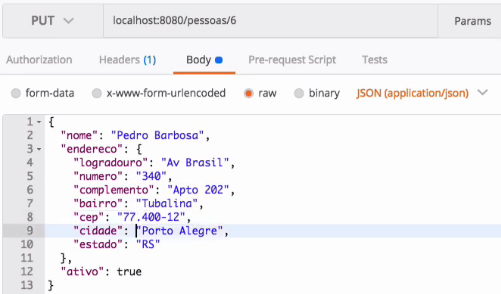 PUT localhost:8080/pessoas/6 Params
Authorization Headers (1) Body Pre-request Script Tests
form-data x-www-form-urlencoded raw binary JSON (application/json)
1 {
2 "nome": "Pedro Barbosa",
3 "endereco": {
4 "logradouro": "Av Brasil",
5 "numero": "340",
6 "complemento": "Apto 202",
7 "bairro": "Tubalina",
8 "cep": "77.400-12",
9 "cidade": "Porto Alegre",
10 "estado": "RS"
11 },
12 "ativo": true
13 }